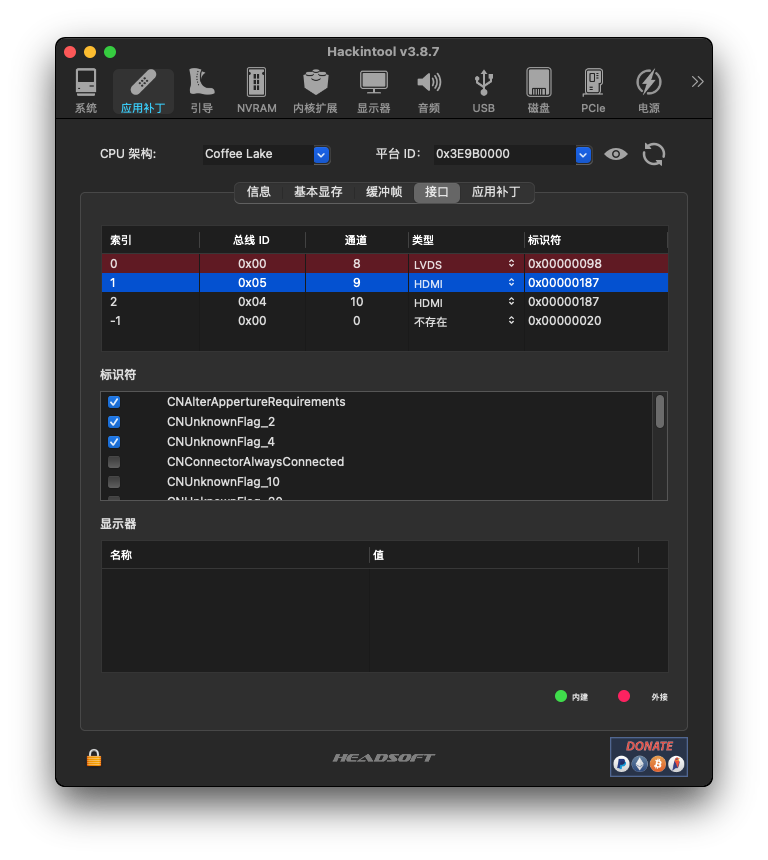 Hackintool v3.8.7
系统 应用补丁 引导 NVRAM 内核扩展 显示器 音频 USB 磁盘 PCIe 电源
CPU 架构: Coffee Lake 平台 ID: 0x3E9B0000
信息 基本显存 缓冲帧 接口 应用补丁
索引 总线 ID 通道 类型 标识符
0 0x00 8 LVDS 0x00000098
1 0x05 9 HDMI 0x00000187
2 0x04 10 HDMI 0x00000187
-1 0x00 0 不存在 0x00000020
标识符
CNAlterAppertureRequirements
CNUnknownFlag_2
CNUnknownFlag_4
CNConnectorAlwaysConnected
CNUnknownFlag_10
显示器
名称 值
内建 外接
HEADSOFT
DONATE